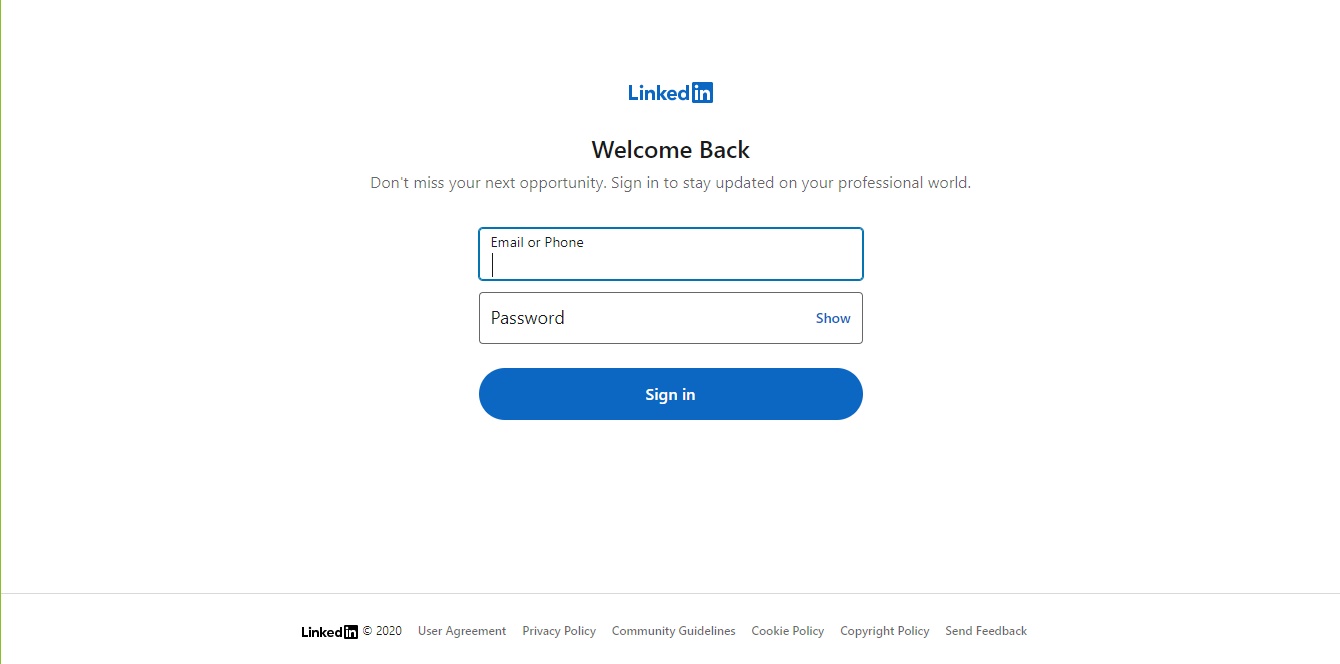 LinkedIn
Welcome Back
Don't miss your next opportunity. Sign in to stay updated on your professional world.
Email or Phone
Password Show
Sign in
LinkedIn © 2020 User Agreement Privacy Policy Community Guidelines Cookie Policy Copyright Policy Send Feedback